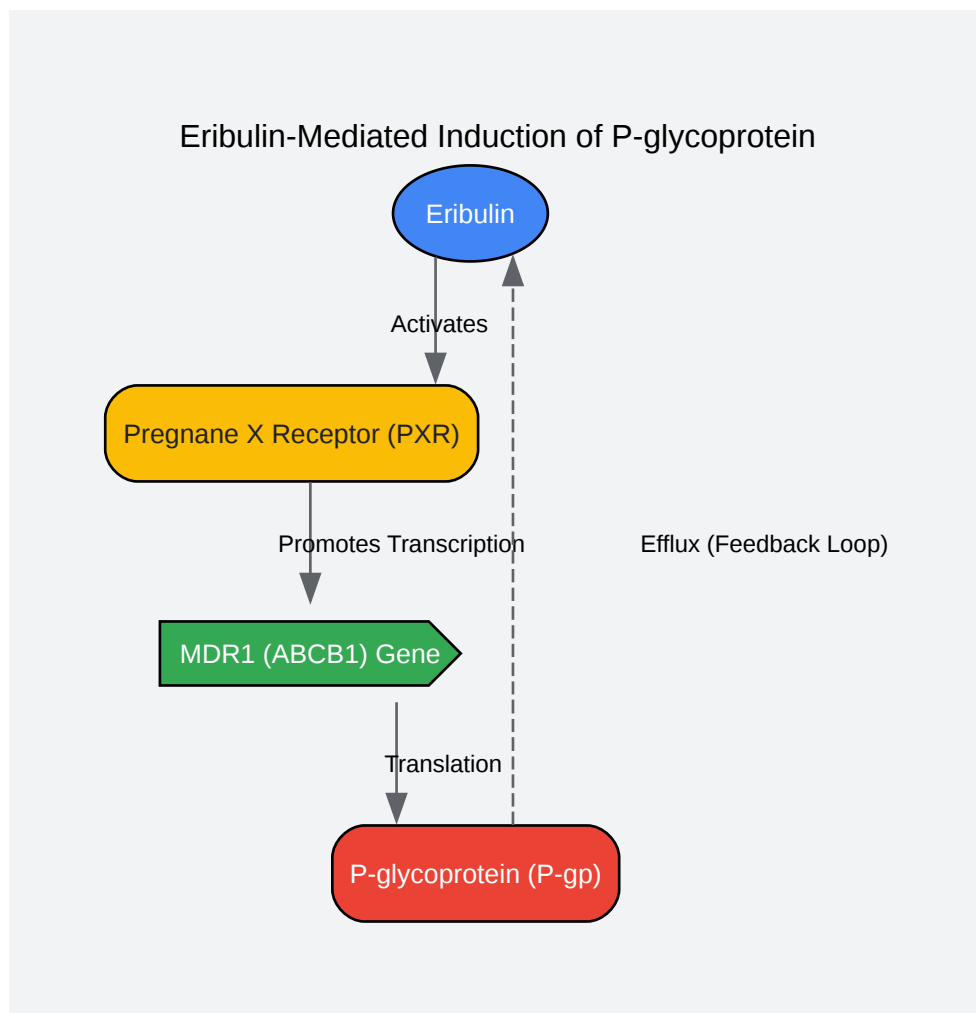 Eribulin-Mediated Induction of P-glycoprotein
Eribulin
Activates
Pregnane X Receptor (PXR)
Promotes Transcription
Efflux (Feedback Loop)
MDR1 (ABCB1) Gene
Translation
P-glycoprotein (P-gp)